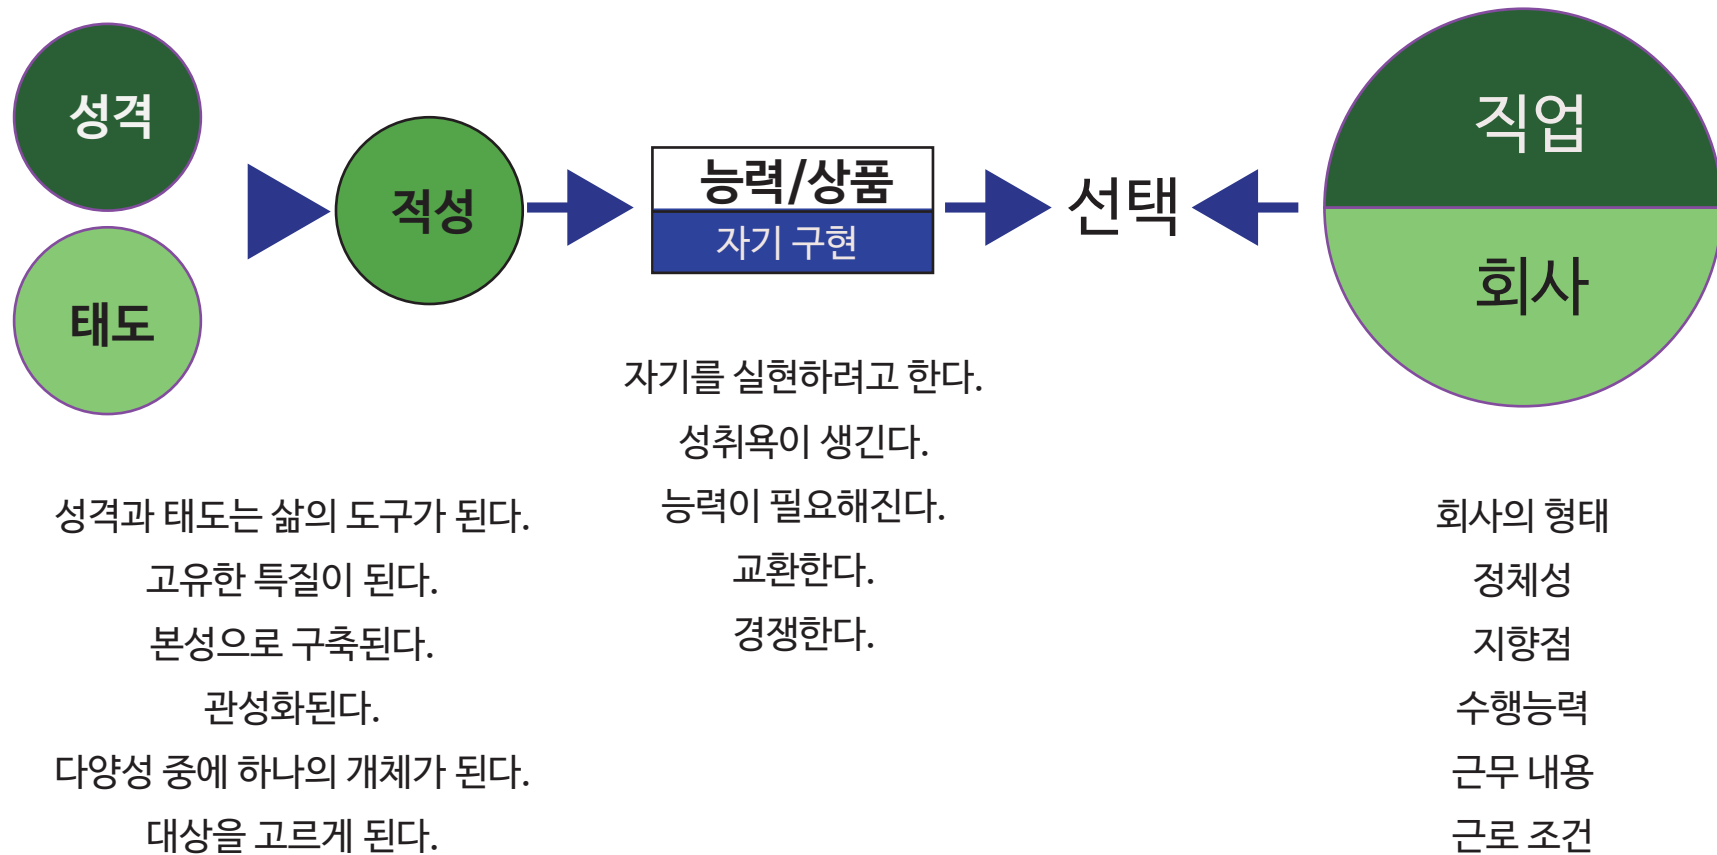 성격
태도
적성
능력/상품
자기 구현
선택
직업
회사
성격과 태도는 삶의 도구가 된다.
고유한 특질이 된다.
본성으로 구축된다.
관성화된다.
다양성 중에 하나의 개체가 된다.
대상을 고르게 된다.
자기를 실현하려고 한다.
성취욕이 생긴다.
능력이 필요해진다.
교환한다.
경쟁한다.
회사의 형태
정체성
지향점
수행능력
근무 내용
근로 조건